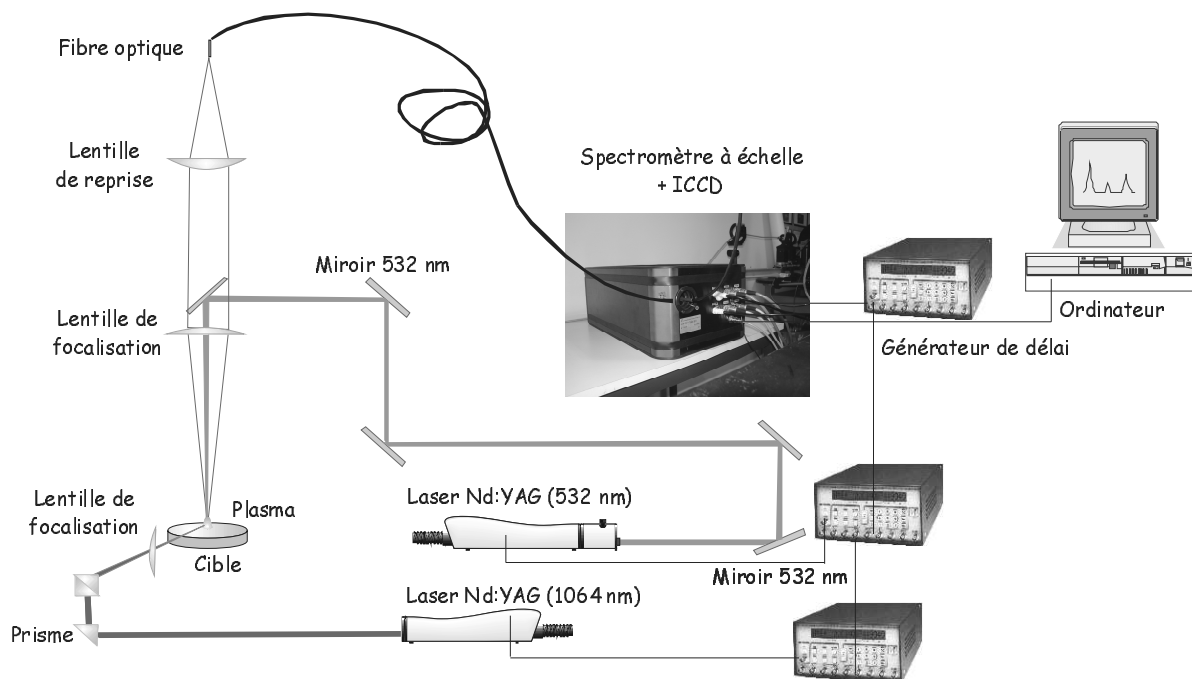 Fibre optique
Lentille
de reprise
Spectromètre à échelle
+ ICCD
Miroir 532 nm
Lentille de
focalisation
Ordinateur
Générateur de délai
Lentille de
focalisation
Plasma
Cible
Laser Nd:YAG (532 nm)
Miroir 532 nm
Laser Nd:YAG (1064 nm)
Prisme